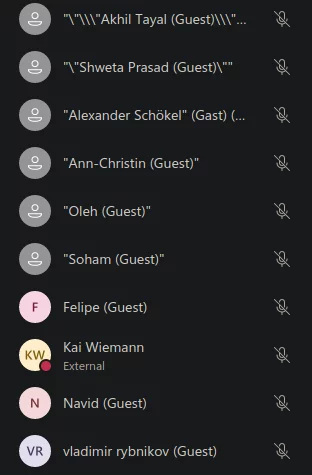 "\"\\\"Akhil Tayal (Guest)\\\"...
"\"Shweta Prasad (Guest)\""
"Alexander Schökel" (Gast) (...
"Ann-Christin (Guest)"
"Oleh (Guest)"
"Soham (Guest)"
F Felipe (Guest)
KW Kai Wiemann
External
N Navid (Guest)
VR vladimir rybnikov (Guest)